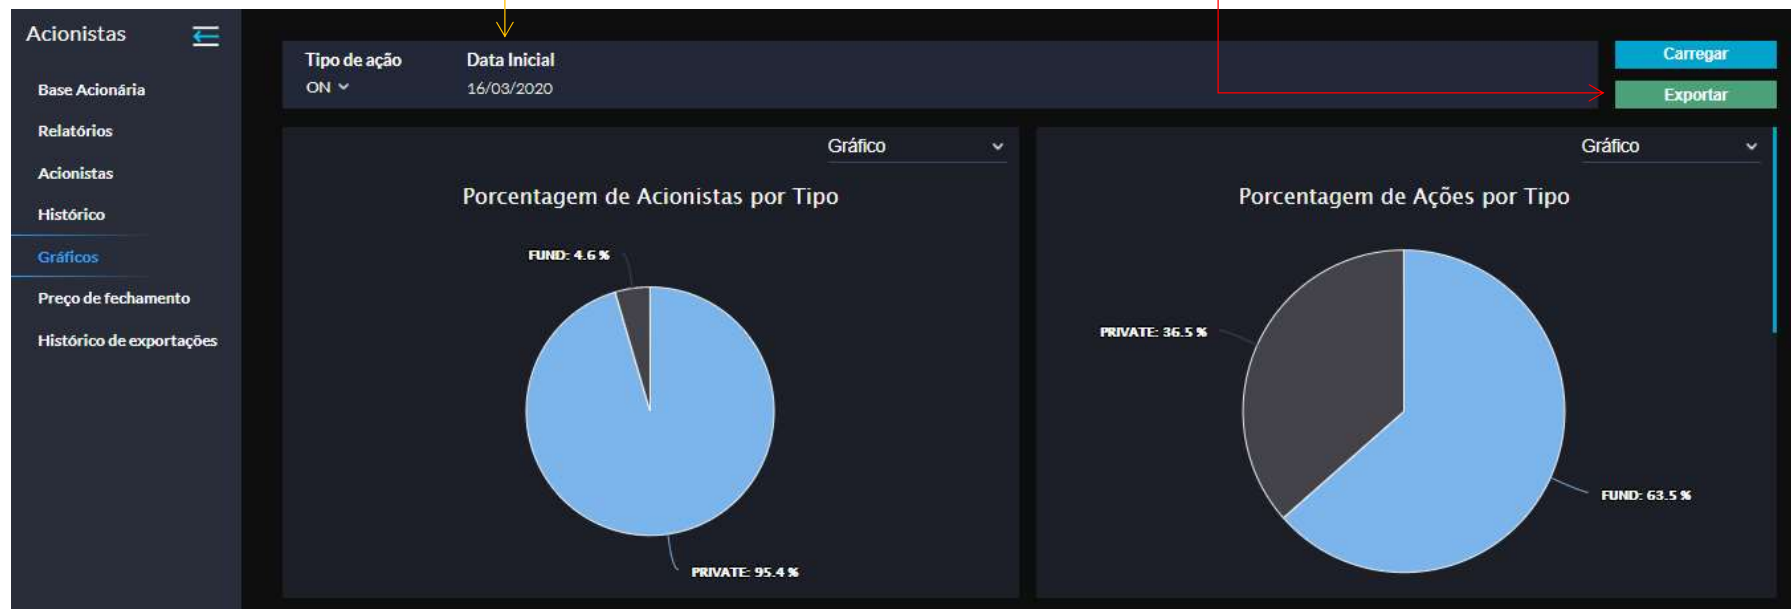 Acionistas
Base Acionária
Relatórios
Acionistas
Histórico
Gráficos
Preço de fechamento
Histórico de exportações
Tipo de ação
ON
Data Inicial
16/03/2020
Carregar
Exportar
Gráfico
Porcentagem de Acionistas por Tipo
FUND: 4.6 %
PRIVATE: 95.4 %
Gráfico
Porcentagem de Ações por Tipo
PRIVATE: 36.5 %
FUND: 63.5 %